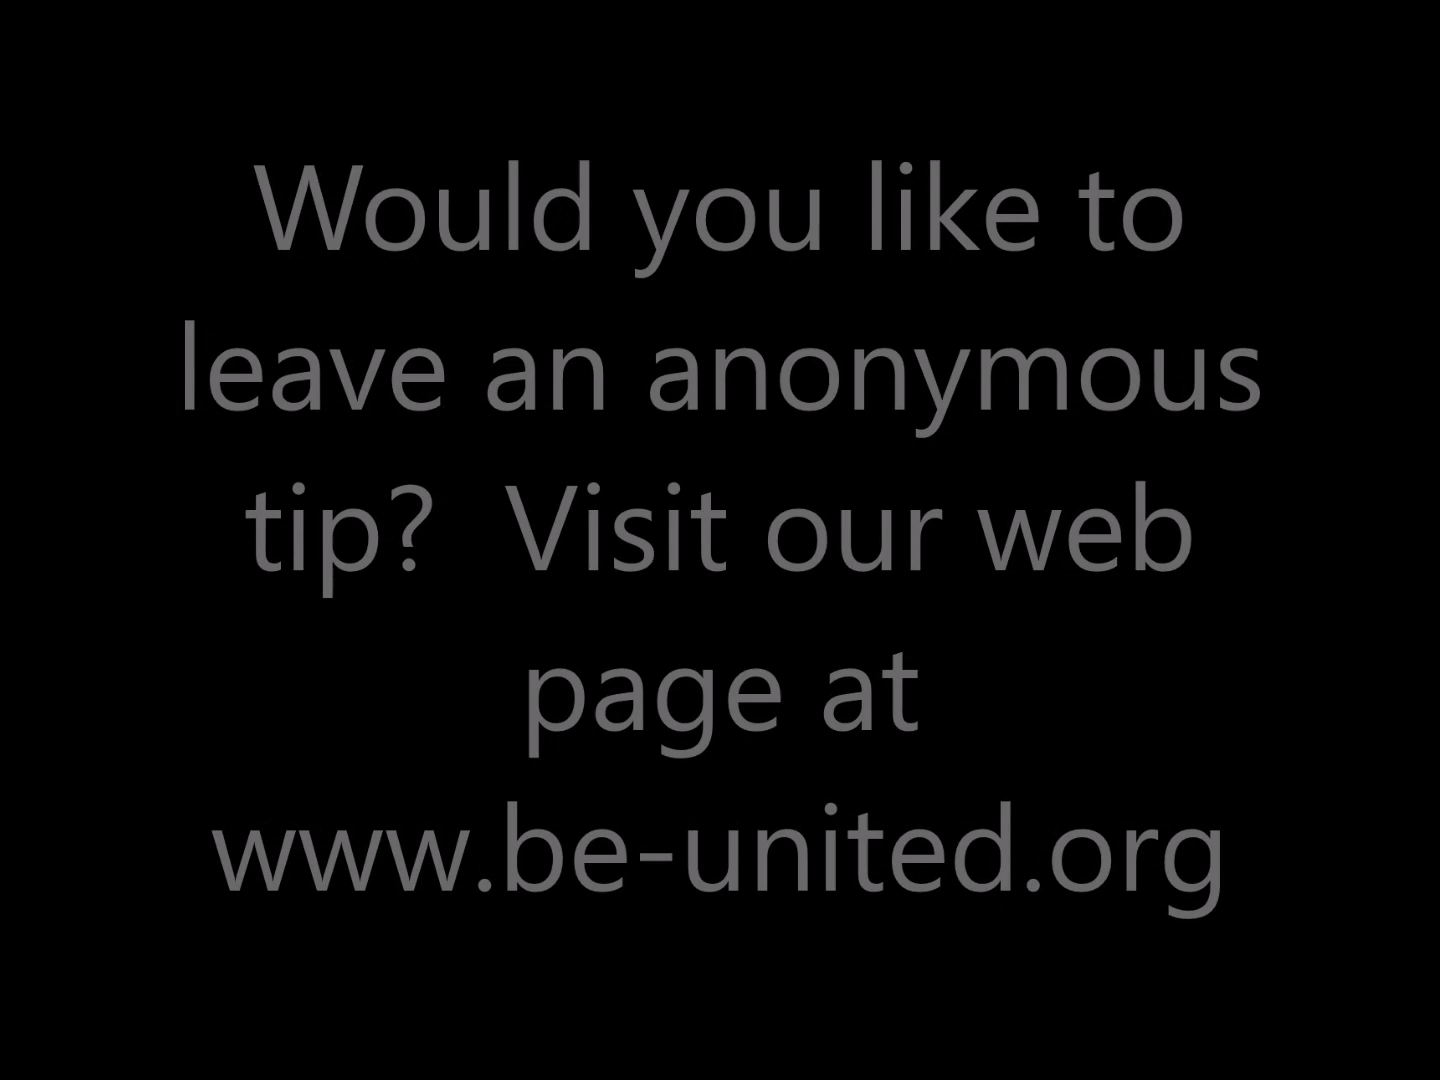 Would you like to
leave an anonymous
tip?  Visit our web
page at
www.be-united.org